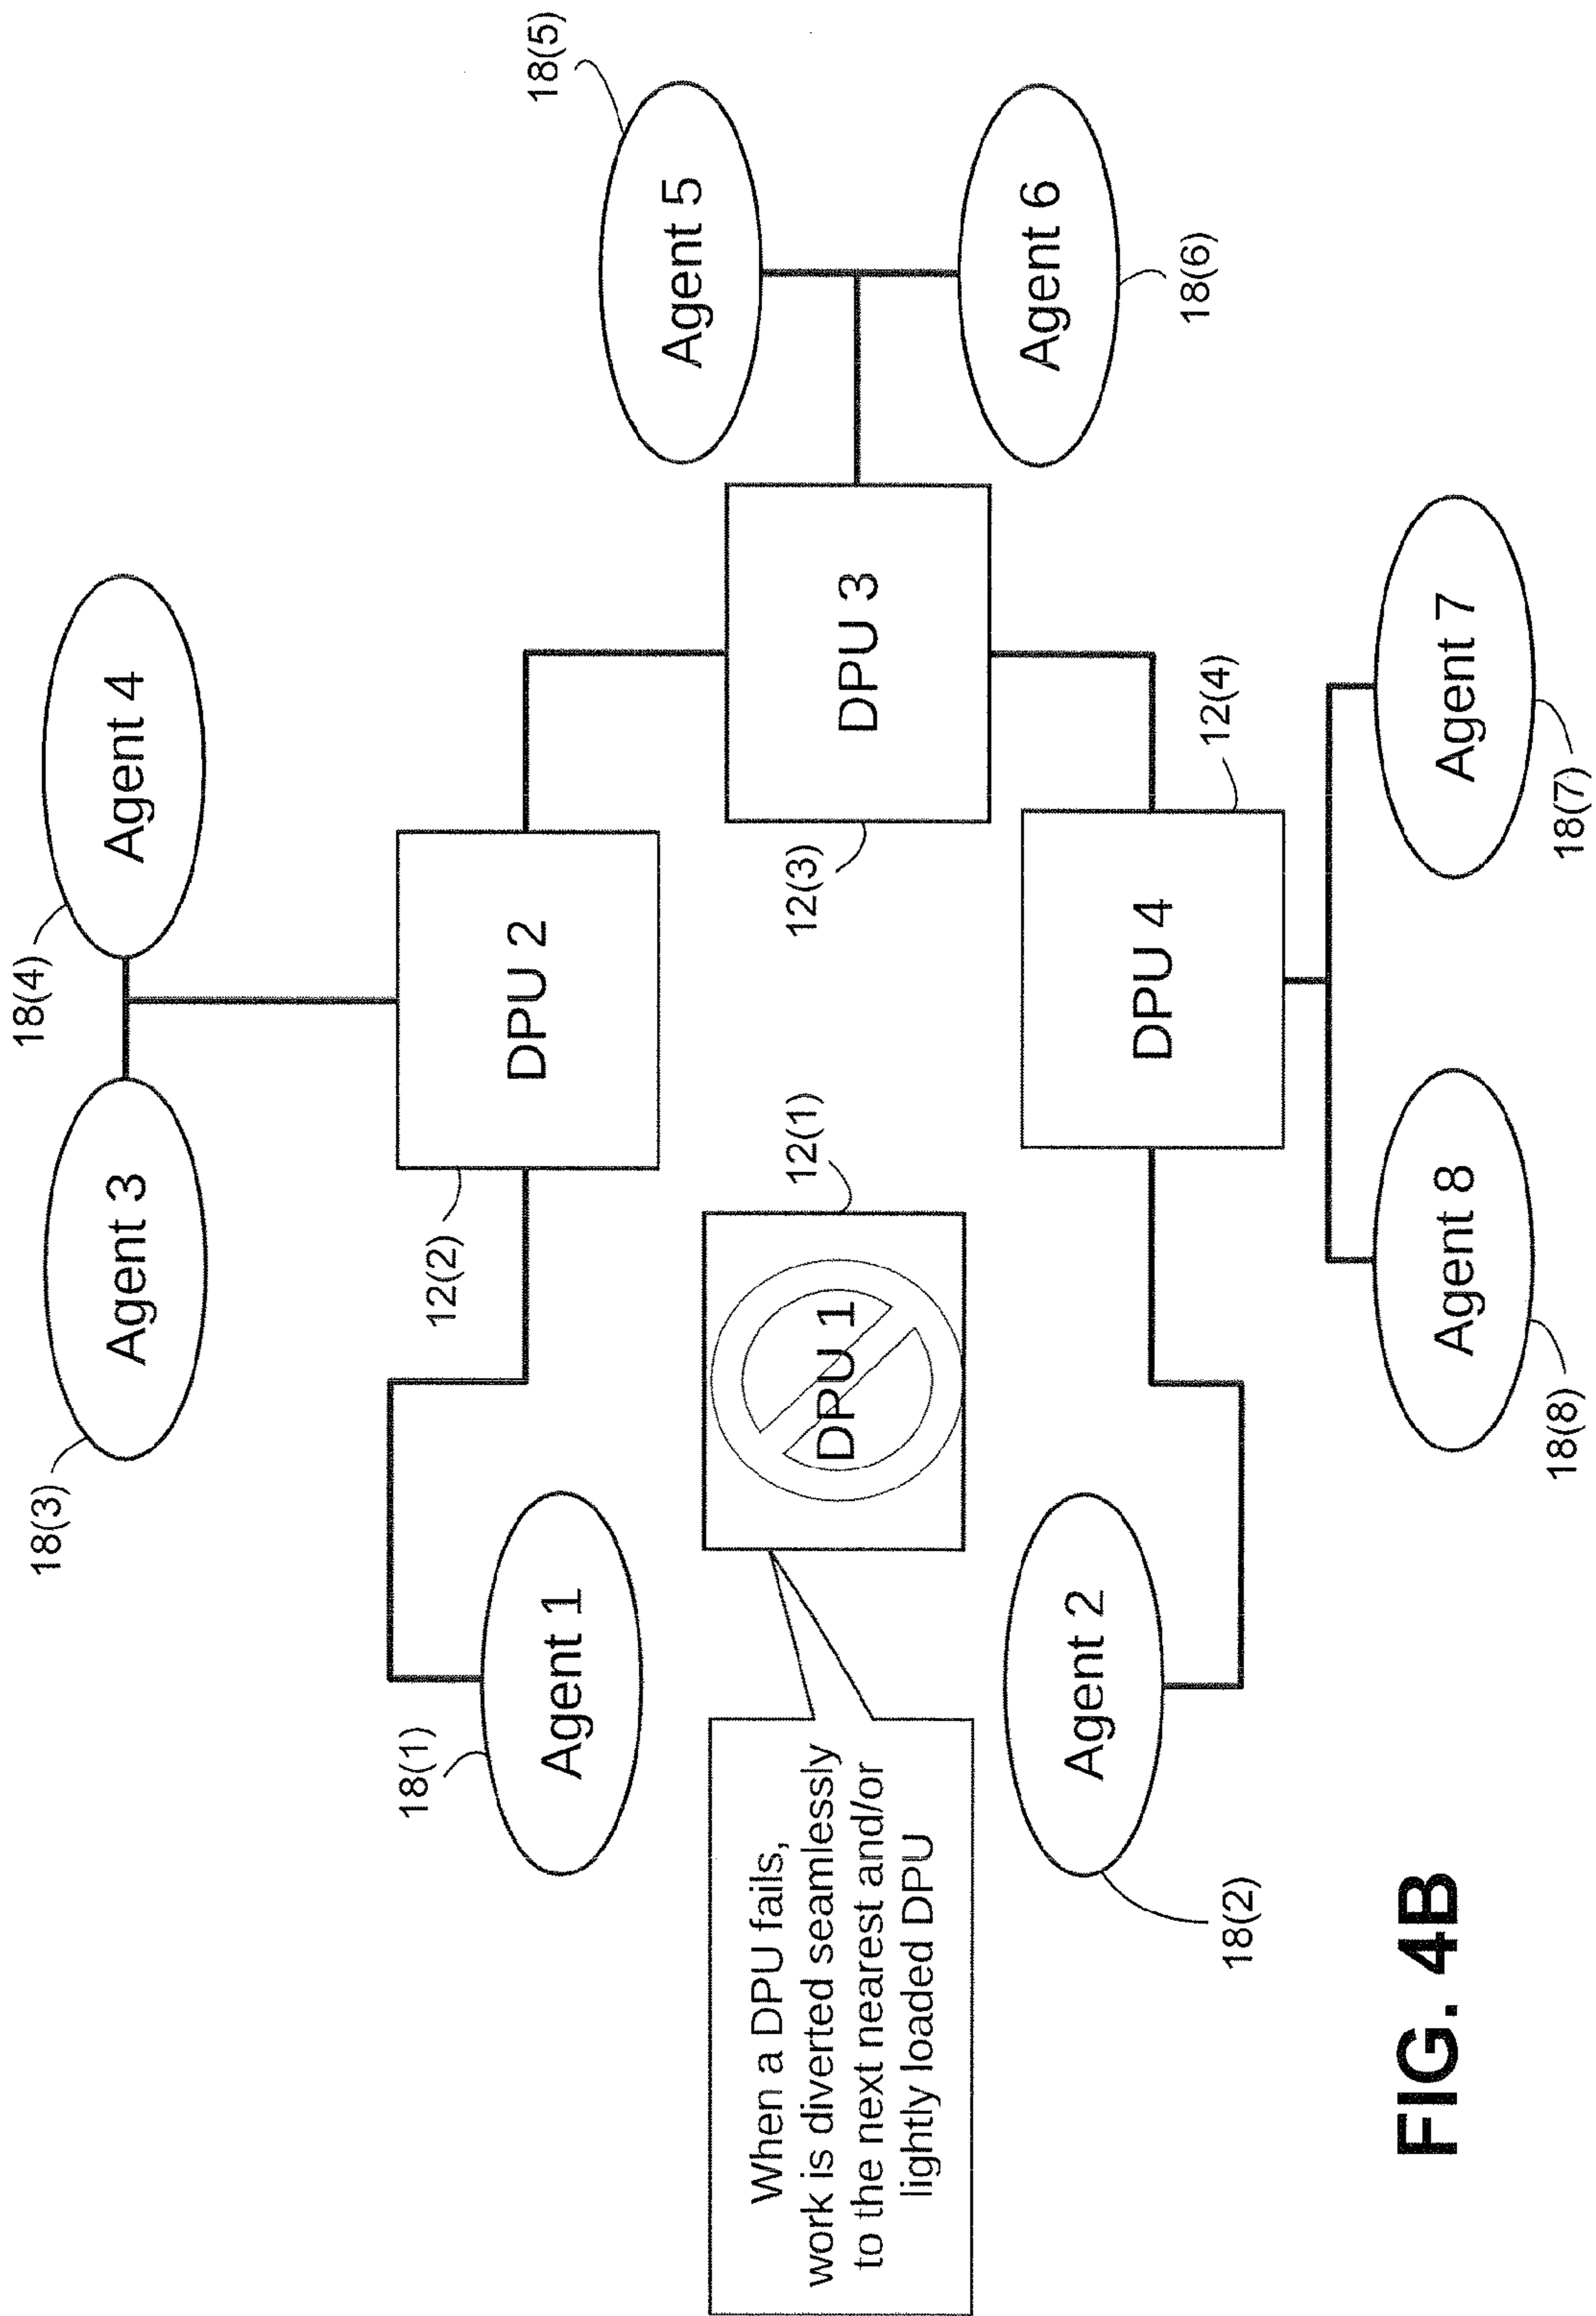 18(3)
Agent 3
18(4)
Agent 4
18(1)
Agent 1
12(2)
DPU 2
18(5)
Agent 5
When a DPU fails,
work is diverted seamlessly
to the next nearest and/or
lightly loaded DPU
DPU 1
12(1)
12(3)
DPU 3
Agent 6
18(6)
18(2)
Agent 2
DPU 4
12(4)
18(8)
Agent 8
18(7)
Agent 7
FIG. 4B